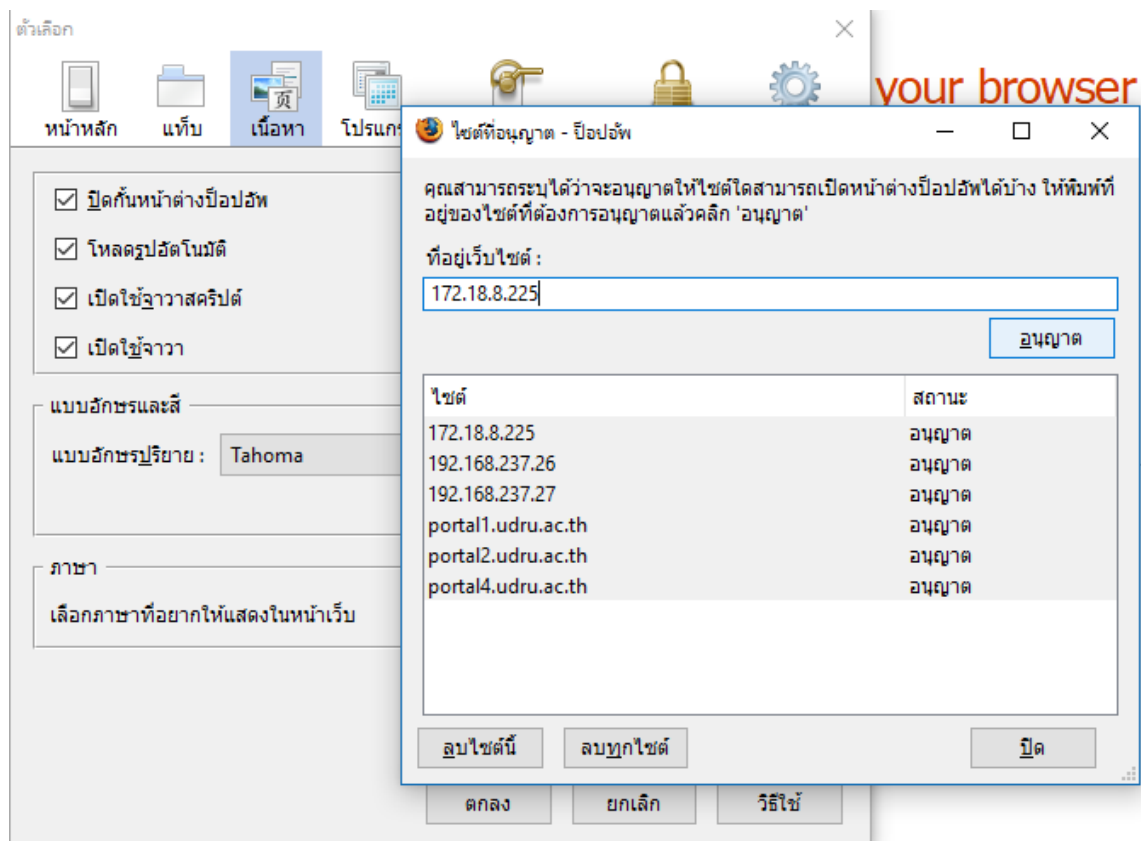 ตัวเลือก
หน้าหลัก
แท็บ
页
เนื้อหา
your browser
ไซต์ที่อนุญาต - ป็อปอัพ
คุณสามารถระบุได้ว่าจะอนุญาตให้ไซต์ใดสามารถเปิดหน้าต่างป็อปอัพได้บ้าง ให้พิมพ์ที่
อยู่ของไซต์ที่ต้องการอนุญาตแล้วคลิก 'อนุญาต'
ที่อยู่เว็บไซต์ :
172.18.8.225
อนุญาต
ไซต์ สถานะ
172.18.8.225 อนุญาต
192.168.237.26 อนุญาต
192.168.237.27 อนุญาต
portal1.udru.ac.th อนุญาต
portal2.udru.ac.th อนุญาต
portal4.udru.ac.th อนุญาต
ลบไซต์นี้ ลบทุกไซต์ ปิด
ปิดกั้นหน้าต่างป็อปอัพ
โหลดรูปอัตโนมัติ
เปิดใช้จาวาสคริปต์
เปิดใช้จาวา
แบบอักษรและสี
แบบอักษรปริยาย : Tahoma
ภาษา
เลือกภาษาที่อยากให้แสดงในหน้าเว็บ
ตกลง ยกเลิก วิธีใช้